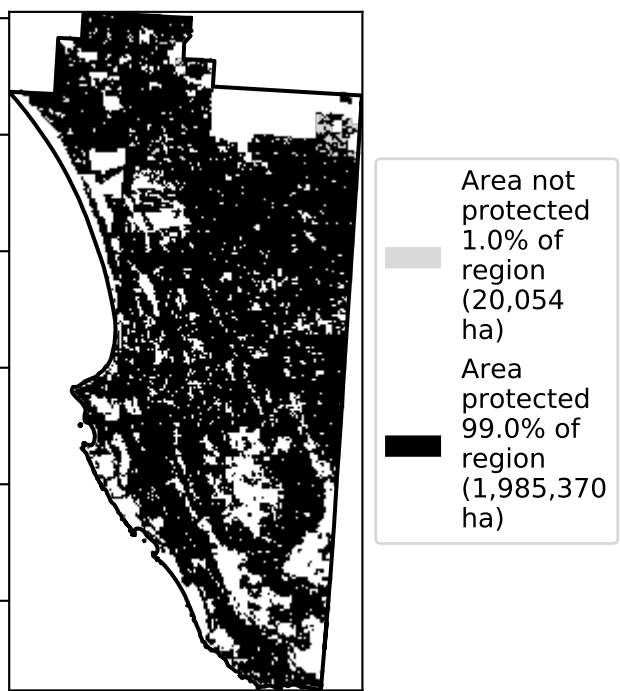 Area not
protected
1.0% of
region
(20,054
ha)
Area
protected
99.0% of
region
(1,985,370
ha)